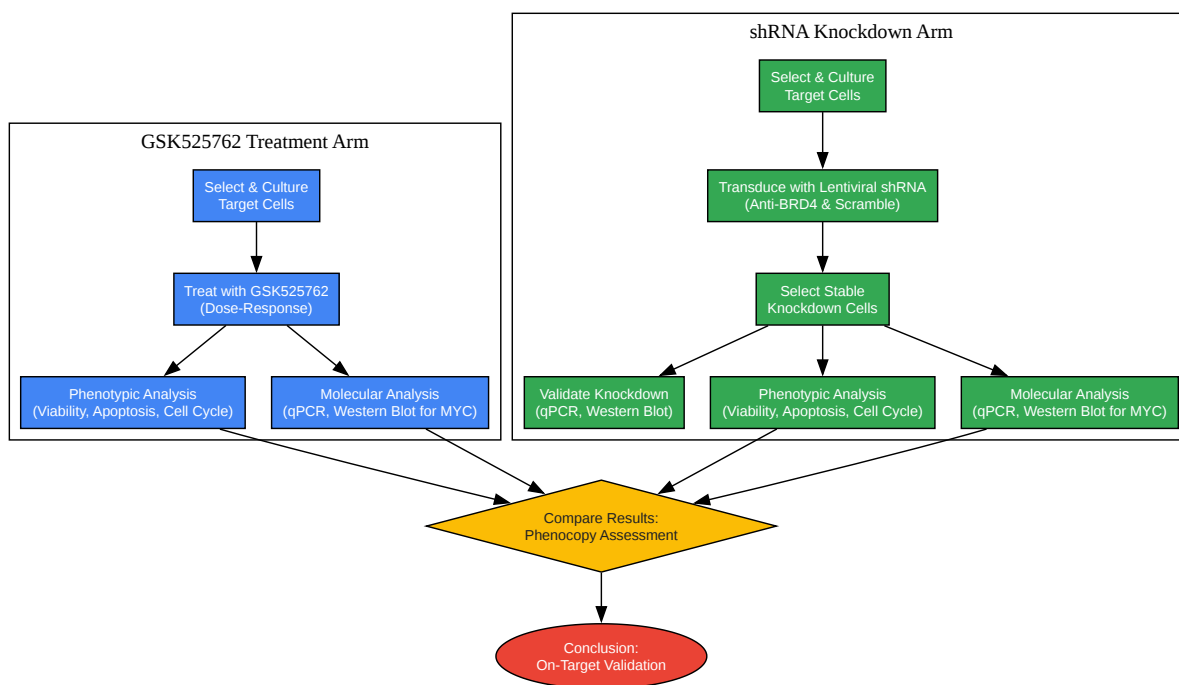 GSK525762 Treatment Arm
Select & Culture
Target Cells
Treat with GSK525762
(Dose-Response)
Phenotypic Analysis
(Viability, Apoptosis, Cell Cycle)
Molecular Analysis
(qPCR, Western Blot for MYC)
shRNA Knockdown Arm
Select & Culture
Target Cells
Transduce with Lentiviral shRNA
(Anti-BRD4 & Scramble)
Select Stable
Knockdown Cells
Validate Knockdown
(qPCR, Western Blot)
Phenotypic Analysis
(Viability, Apoptosis, Cell Cycle)
Molecular Analysis
(qPCR, Western Blot for MYC)
Compare Results:
Phenocopy Assessment
Conclusion:
On-Target Validation